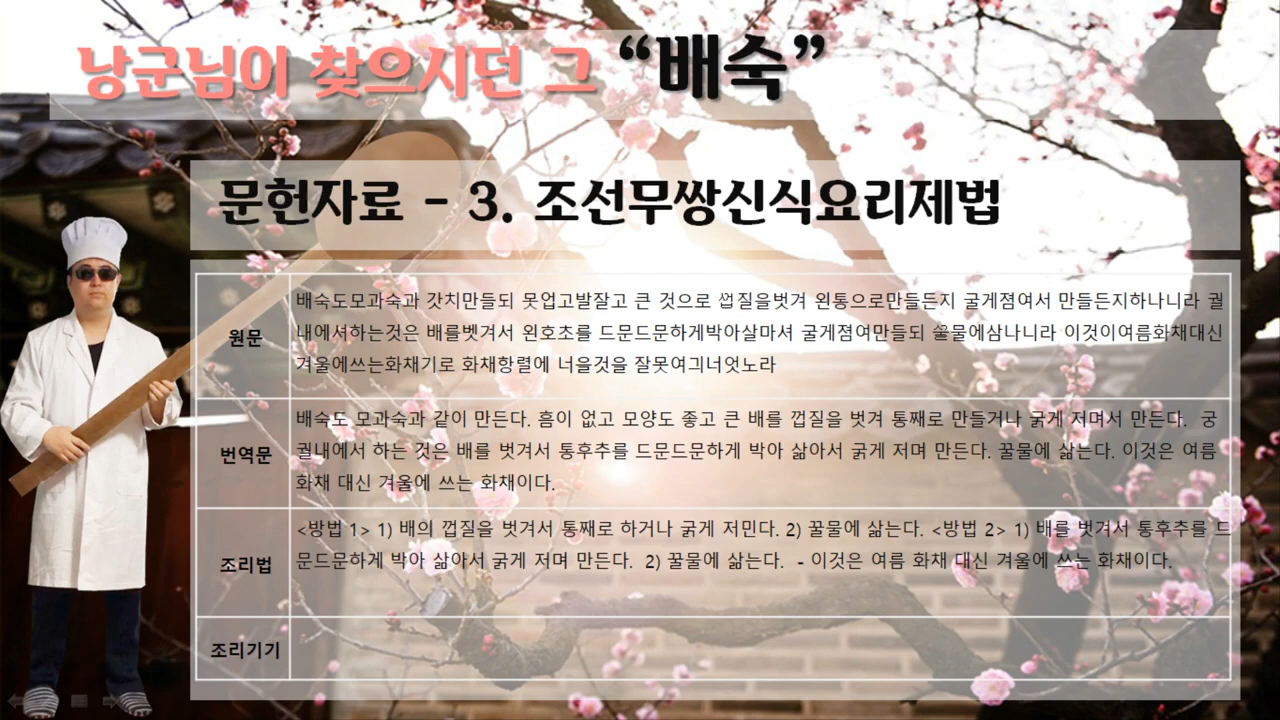 낭군님이 찾으시던 그 “배숙”
문헌자료 - 3. 조선무쌍신식요리제법
원문
배숙도모과숙과 갓치만들되 못업고발잘고 큰 것으로 껍질을벗겨 왼통으로만들든지 굴게졈여서 만들든지하나니라 궐
내에셔하는것은 배를벳겨서 왼호초를 드문드문하게박아살마셔 굴게졈여만들되 쑬물에삼나니라 이것이여름화채대신
겨울에쓰는화채기로 화채항렬에 너을것을 잘못여긔너엇노라
번역문
배숙도 모과숙과 같이 만든다. 흠이 없고 모양도 좋고 큰 배를 껍질을 벗겨 통째로 만들거나 굵게 저며서 만든다. 궁
궐내에서 하는 것은 배를 벗겨서 통후추를 드문드문하게 박아 삶아서 굵게 저며 만든다. 꿀물에 삶는다. 이것은 여름
화채 대신 겨울에 쓰는 화채이다.
조리법
<방법 1> 1) 배의 껍질을 벗겨서 통째로 하거나 굵게 저민다. 2) 꿀물에 삶는다. <방법 2> 1) 배를 벗겨서 통후추를 드
문드문하게 박아 삶아서 굵게 저며 만든다. 2) 꿀물에 삶는다. - 이것은 여름 화채 대신 겨울에 쓰는 화채이다.
조리기기